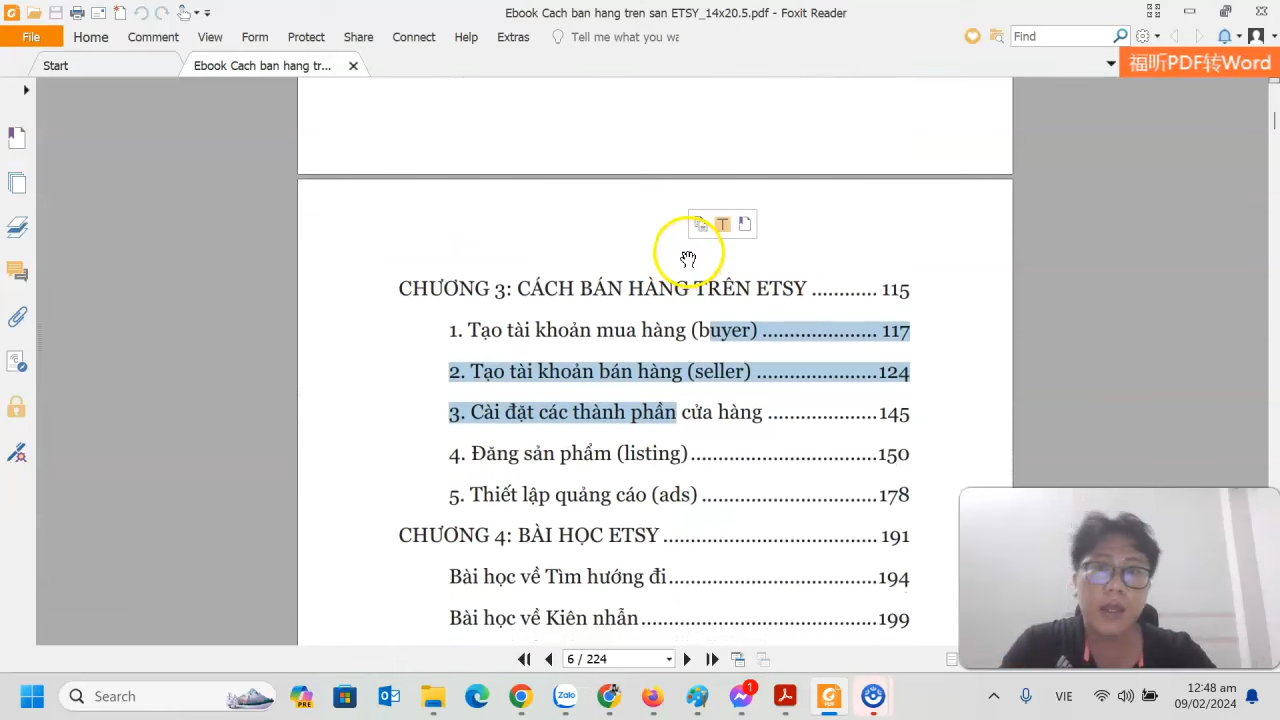 Ebook Cach ban hang tren san ETSY_14x20.5.pdf - Foxit Reader
File Home Comment View Form Protect Share Connect Help Extras Tell me what you wa Find
Start Ebook Cach ban hang tr... 福昕PDF转Word
CHƯƠNG 3: CÁCH BÁN HÀNG TRÊN ETSY ............ 115
1. Tạo tài khoản mua hàng (buyer) ..................... 117
2. Tạo tài khoản bán hàng (seller) .....................124
3. Cài đặt các thành phần cửa hàng ...................145
4. Đăng sản phẩm (listing)..................................150
5. Thiết lập quảng cáo (ads) ................................178
CHƯƠNG 4: BÀI HỌC ETSY ....................................... 191
Bài học về Tìm hướng đi......................................194
Bài học về Kiên nhẫn...........................................199
6 / 224
Search PRE Zalo 1 VIE 12:48 am
09/02/2024